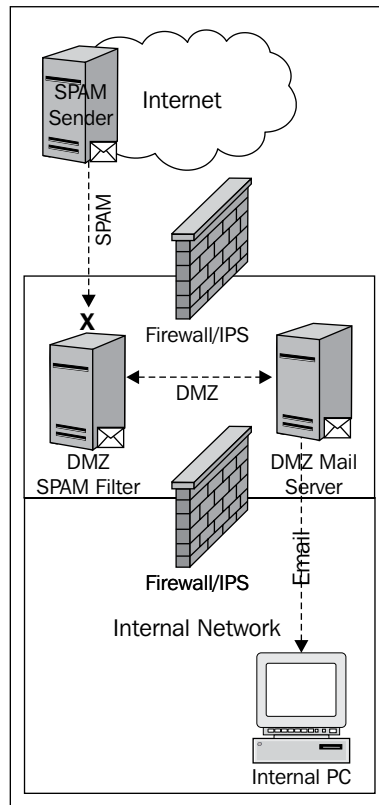 SPAM
Sender
Internet
SPAM
X
Firewall/IPS
DMZ
DMZ
SPAM Filter
DMZ Mail
Server
Firewall/IPS
Email
Internal Network
Internal PC